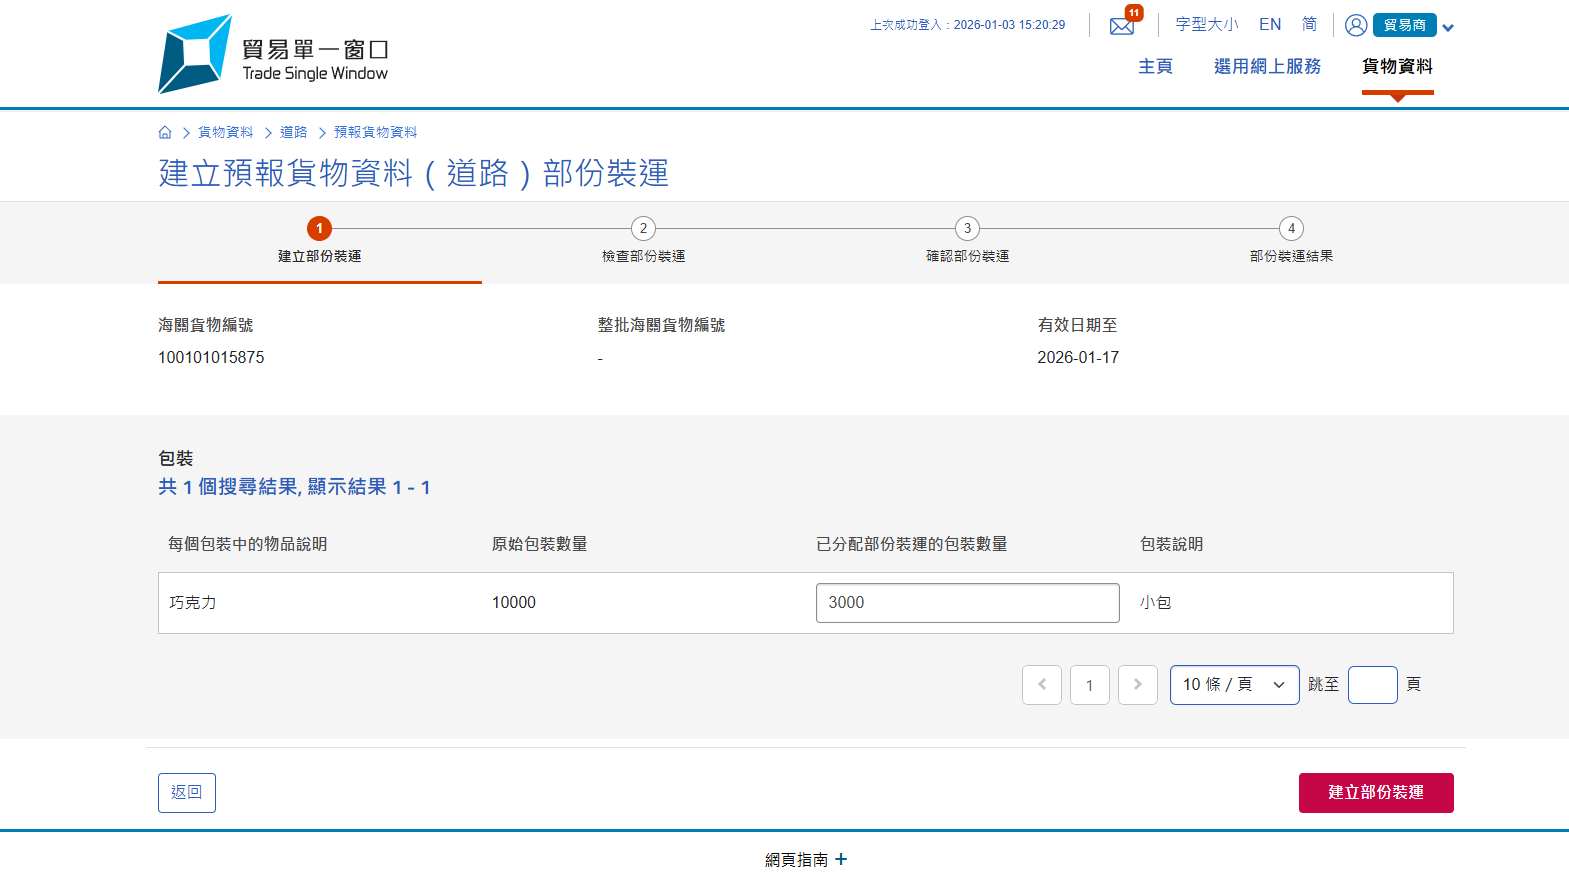 貿易單一窗口
Trade Single Window
上次成功登入 : 2026-01-03 15:20:29
11
字型大小
EN
简
貿易商
主頁
選用網上服務
貨物資料
貨物資料
道路
預報貨物資料
建立預報貨物資料 ( 道路 ) 部份裝運
1
建立部份裝運
2
檢查部份裝運
3
確認部份裝運
4
部份裝運結果
海關貨物編號
整批海關貨物編號
有效日期至
100101015875
-
2026-01-17
包裝
共 1 個搜尋結果, 顯示結果 1 - 1
每個包裝中的物品說明
原始包裝數量
已分配部份裝運的包裝數量
包裝說明
巧克力
10000
3000
小包
1
10 條 / 頁
跳至
頁
返回
建立部份裝運
網頁指南 +